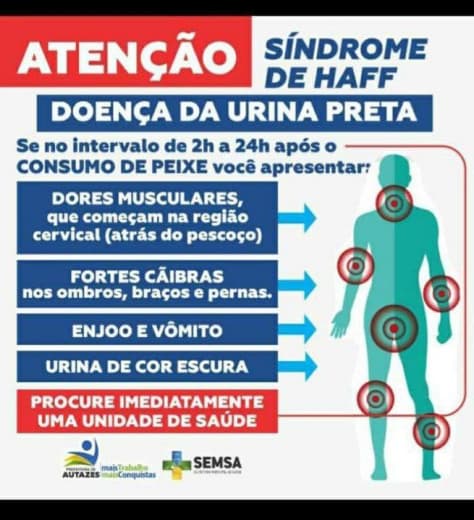 ATENÇÃO
SÍNDROME
DE HAFF
DOENÇA DA URINA PRETA
Se no intervalo de 2h a 24h após o
CONSUMO DE PEIXE você apresentar:
DORES MUSCULARES,
que começam na região
cervical (atrás do pescoço)
FORTES CÃIBRAS
nos ombros, braços e pernas.
ENJOO E VÔMITO
URINA DE COR ESCURA
PROCURE IMEDIATAMENTE
UMA UNIDADE DE SAÚDE
PREFEITURA DE
AUTAZES
maisTrabalho
maisConquistas
SEMSA